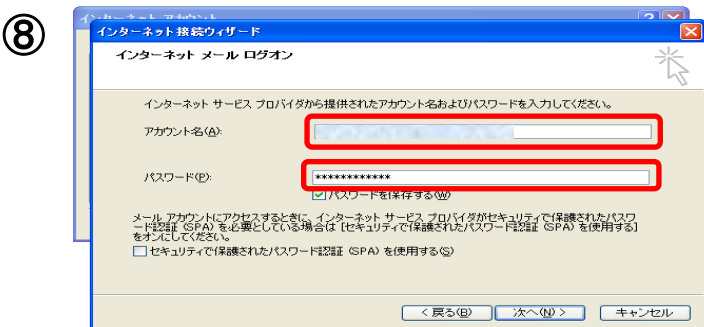 ⑧
インターネット アカウント
インターネット接続ウィザード
インターネット メール ログオン
インターネット サービス プロバイダから提供されたアカウント名およびパスワードを入力してください。
アカウント名(A):
パスワード(P):
************
パスワードを保存する(W)
メール アカウントにアクセスするときに、インターネット サービス プロバイダがセキュリティで保護されたパスワ
ード認証 (SPA) を必要としている場合は [セキュリティで保護されたパスワード認証 (SPA) を使用する]
をオンにしてください。
セキュリティで保護されたパスワード認証 (SPA) を使用する(S)
< 戻る(B)
次へ(N) >
キャンセル